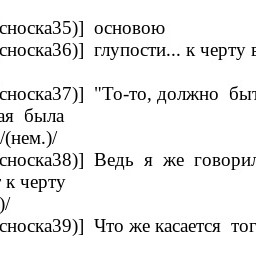 сноска35)] основою
сноска36)] глупости... к черту
сноска37)] "То-то, должно быт
ая была
/(нем.)/
сноска38)] Ведь я же говорил
к черту
)/
сноска39)] Что же касается тог